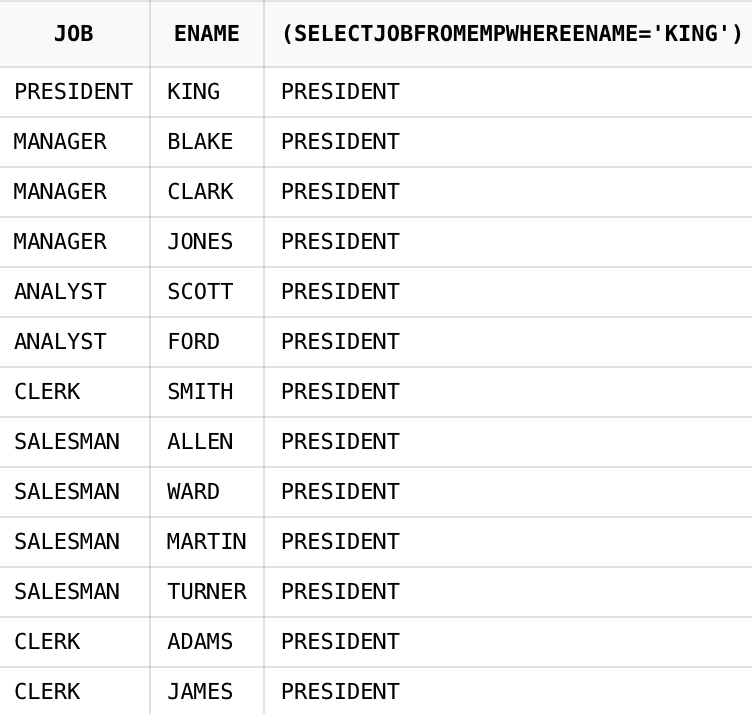 JOB ENAME (SELECTJOBFROMEMPWHEREENAME='KING')
PRESIDENT KING PRESIDENT
MANAGER BLAKE PRESIDENT
MANAGER CLARK PRESIDENT
MANAGER JONES PRESIDENT
ANALYST SCOTT PRESIDENT
ANALYST FORD PRESIDENT
CLERK SMITH PRESIDENT
SALESMAN ALLEN PRESIDENT
SALESMAN WARD PRESIDENT
SALESMAN MARTIN PRESIDENT
SALESMAN TURNER PRESIDENT
CLERK ADAMS PRESIDENT
CLERK JAMES PRESIDENT